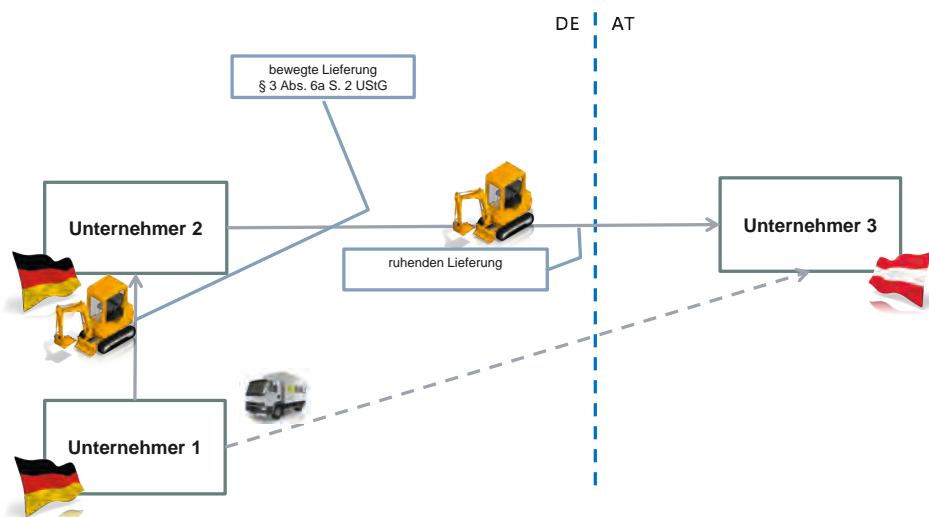 DE AT
bewegte Lieferung
§ 3 Abs. 6a S. 2 UStG
Unternehmer 2
Unternehmer 3
ruhenden Lieferung
Unternehmer 1